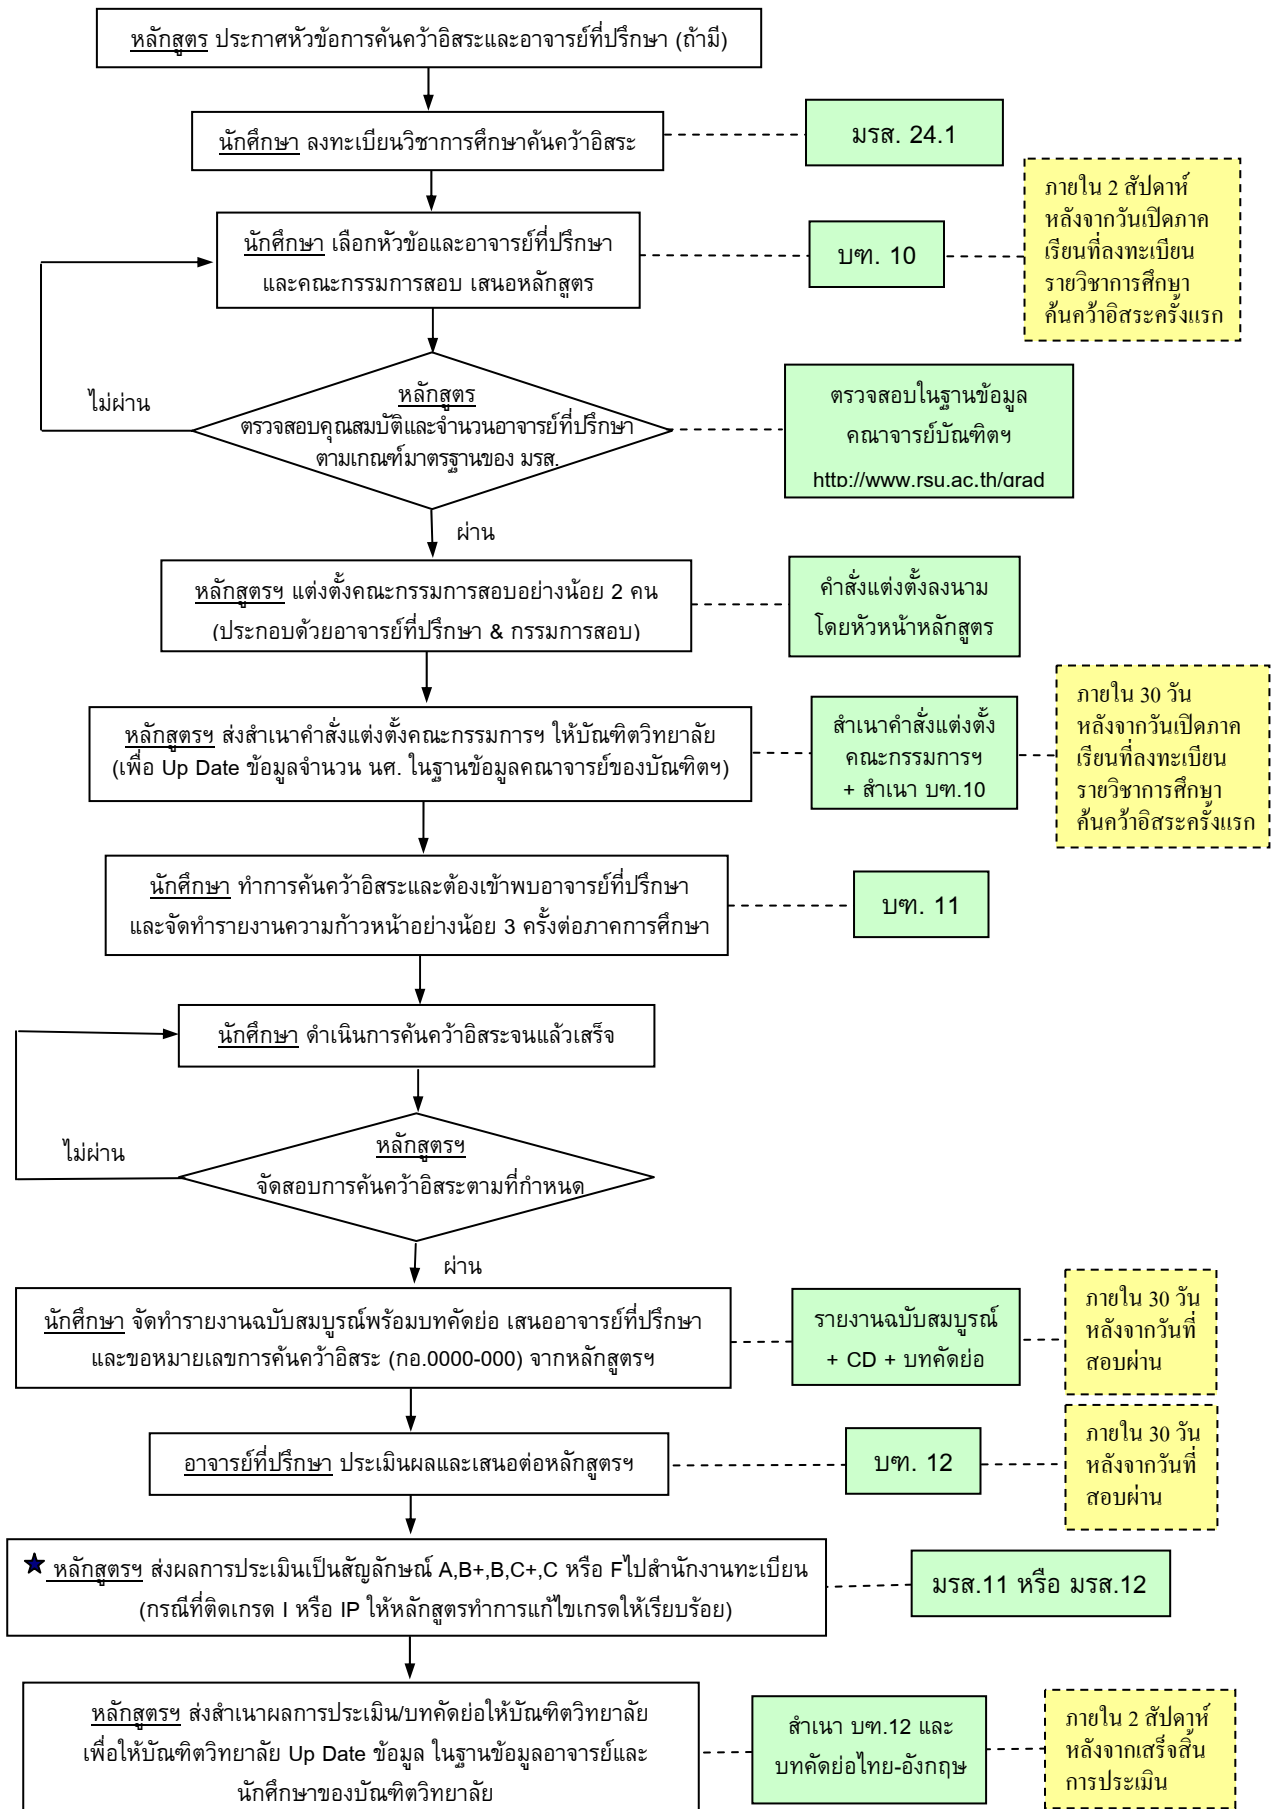 หลักสูตร ประกาศหัวข้อการค้นคว้าอิสระและอาจารย์ที่ปรึกษา (ถ้ามี)
นักศึกษา ลงทะเบียนวิชาการศึกษาค้นคว้าอิสระ
มรส. 24.1
นักศึกษา เลือกหัวข้อและอาจารย์ที่ปรึกษา
และคณะกรรมการสอบ เสนอหลักสูตร
บฑ. 10
ภายใน 2 สัปดาห์
หลังจากวันเปิดภาค
เรียนที่ลงทะเบียน
รายวิชาการศึกษา
ค้นคว้าอิสระครั้งแรก
ไม่ผ่าน
หลักสูตร
ตรวจสอบคุณสมบัติและจำนวนอาจารย์ที่ปรึกษา
ตามเกณฑ์มาตรฐานของ มรส.
ตรวจสอบในฐานข้อมูล
คณาจารย์บัณฑิตฯ
http://www.rsu.ac.th/grad
ผ่าน
หลักสูตรฯ แต่งตั้งคณะกรรมการสอบอย่างน้อย 2 คน
(ประกอบด้วยอาจารย์ที่ปรึกษา & กรรมการสอบ)
คำสั่งแต่งตั้งลงนาม
โดยหัวหน้าหลักสูตร
หลักสูตรฯ ส่งสำเนาคำสั่งแต่งตั้งคณะกรรมการฯ ให้บัณฑิตวิทยาลัย
(เพื่อ Up Date ข้อมูลจำนวน นศ. ในฐานข้อมูลคณาจารย์ของบัณฑิตฯ)
สำเนาคำสั่งแต่งตั้ง
คณะกรรมการฯ
+ สำเนา บฑ.10
ภายใน 30 วัน
หลังจากวันเปิดภาค
เรียนที่ลงทะเบียน
รายวิชาการศึกษา
ค้นคว้าอิสระครั้งแรก
นักศึกษา ทำการค้นคว้าอิสระและต้องเข้าพบอาจารย์ที่ปรึกษา
และจัดทำรายงานความก้าวหน้าอย่างน้อย 3 ครั้งต่อภาคการศึกษา
บฑ. 11
นักศึกษา ดำเนินการค้นคว้าอิสระจนแล้วเสร็จ
ไม่ผ่าน
หลักสูตรฯ
จัดสอบการค้นคว้าอิสระตามที่กำหนด
ผ่าน
นักศึกษา จัดทำรายงานฉบับสมบูรณ์พร้อมบทคัดย่อ เสนออาจารย์ที่ปรึกษา
และขอหมายเลขการค้นคว้าอิสระ (กอ.0000-000) จากหลักสูตรฯ
รายงานฉบับสมบูรณ์
+ CD + บทคัดย่อ
ภายใน 30 วัน
หลังจากวันที่
สอบผ่าน
อาจารย์ที่ปรึกษา ประเมินผลและเสนอต่อหลักสูตรฯ
บฑ. 12
ภายใน 30 วัน
หลังจากวันที่
สอบผ่าน
หลักสูตรฯ ส่งผลการประเมินเป็นสัญลักษณ์ A,B+,B,C+,C หรือ Fไปสำนักงานทะเบียน
(กรณีที่ติดเกรด I หรือ IP ให้หลักสูตรทำการแก้ไขเกรดให้เรียบร้อย)
มรส.11 หรือ มรส.12
หลักสูตรฯ ส่งสำเนาผลการประเมิน/บทคัดย่อให้บัณฑิตวิทยาลัย
เพื่อให้บัณฑิตวิทยาลัย Up Date ข้อมูล ในฐานข้อมูลอาจารย์และ
นักศึกษาของบัณฑิตวิทยาลัย
สำเนา บฑ.12 และ
บทคัดย่อไทย-อังกฤษ
ภายใน 2 สัปดาห์
หลังจากเสร็จสิ้น
การประเมิน